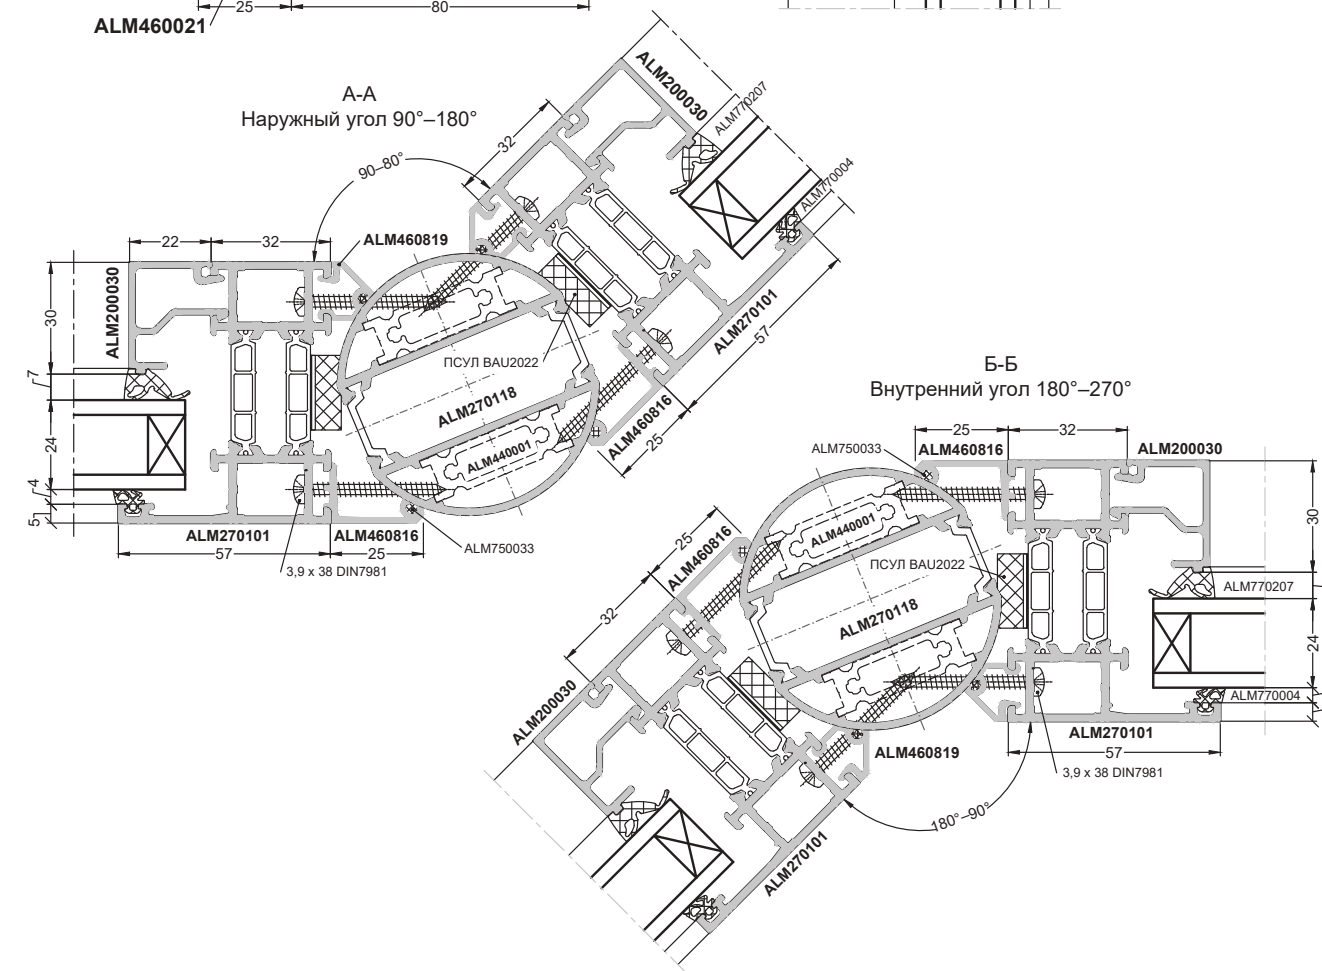 25
80
ALM460021
А-А
Наружный угол 90°–180°
90–80°
32
ALM200030
ALM770207
ALM770004
22
32
ALM460819
ALM200030
30
7
24
4
5
ПСУЛ BAU2022
ALM270118
ALM440001
ALM270101
57
ALM460816
25
ALM270101
ALM460816
57
25
3,9 x 38 DIN7981
ALM750033
Б-Б
Внутренний угол 180°–270°
25
32
ALM750033
ALM460816
ALM200030
30
ALM440001
ПСУЛ BAU2022
ALM270118
ALM770207
24
ALM770004
25
ALM460816
32
ALM200030
ALM460819
ALM270101
57
3,9 x 38 DIN7981
180°–90°
ALM270101